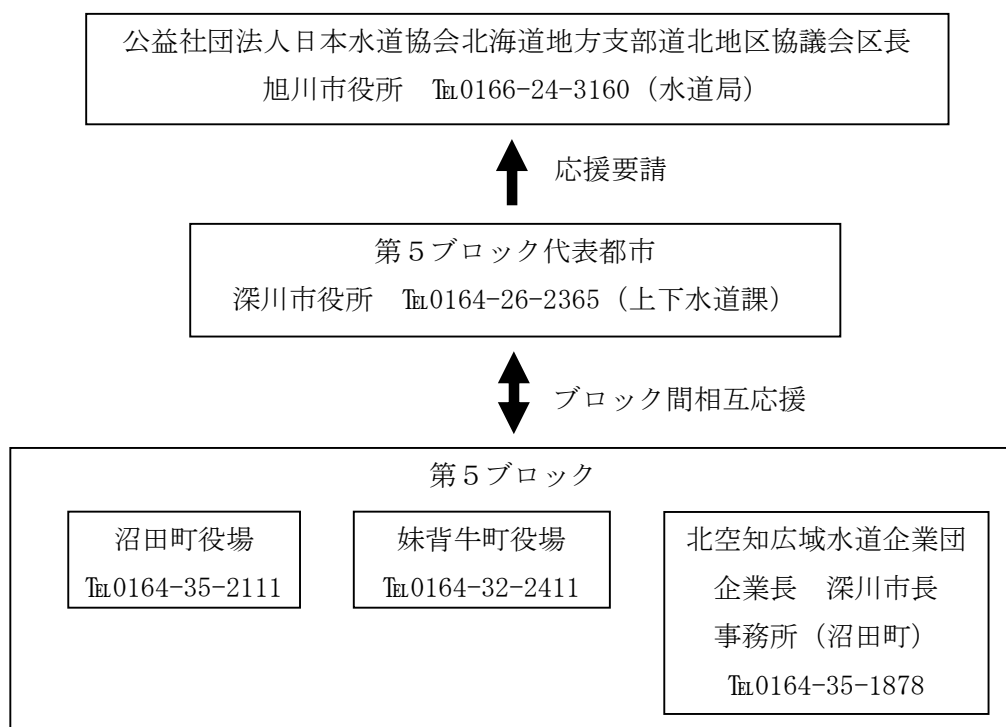 公益社団法人日本水道協会北海道地方支部道北地区協議会区長
旭川市役所　℡0166-24-3160（水道局）
応援要請
第５ブロック代表都市
深川市役所　℡0164-26-2365（上下水道課）
ブロック間相互応援
第５ブロック
沼田町役場
℡0164-35-2111
妹背牛町役場
℡0164-32-2411
北空知広域水道企業団
企業長　深川市長
事務所（沼田町）
℡0164-35-1878